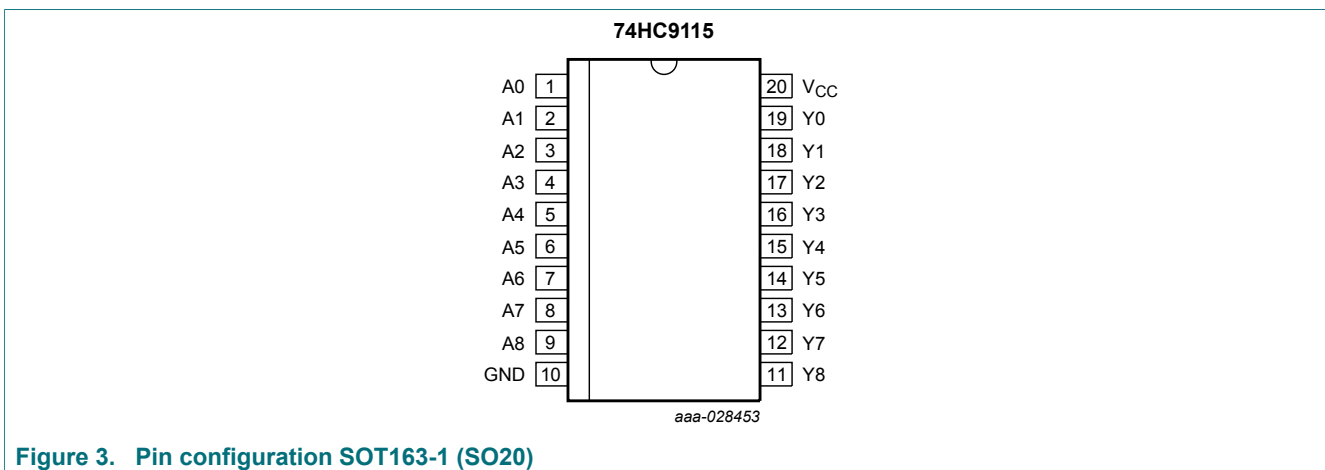 74HC9115
A0 1 20 VCC
A1 2 19 Y0
A2 3 18 Y1
A3 4 17 Y2
A4 5 16 Y3
A5 6 15 Y4
A6 7 14 Y5
A7 8 13 Y6
A8 9 12 Y7
GND 10 11 Y8
aaa-028453
Figure 3. Pin configuration SOT163-1 (SO20)